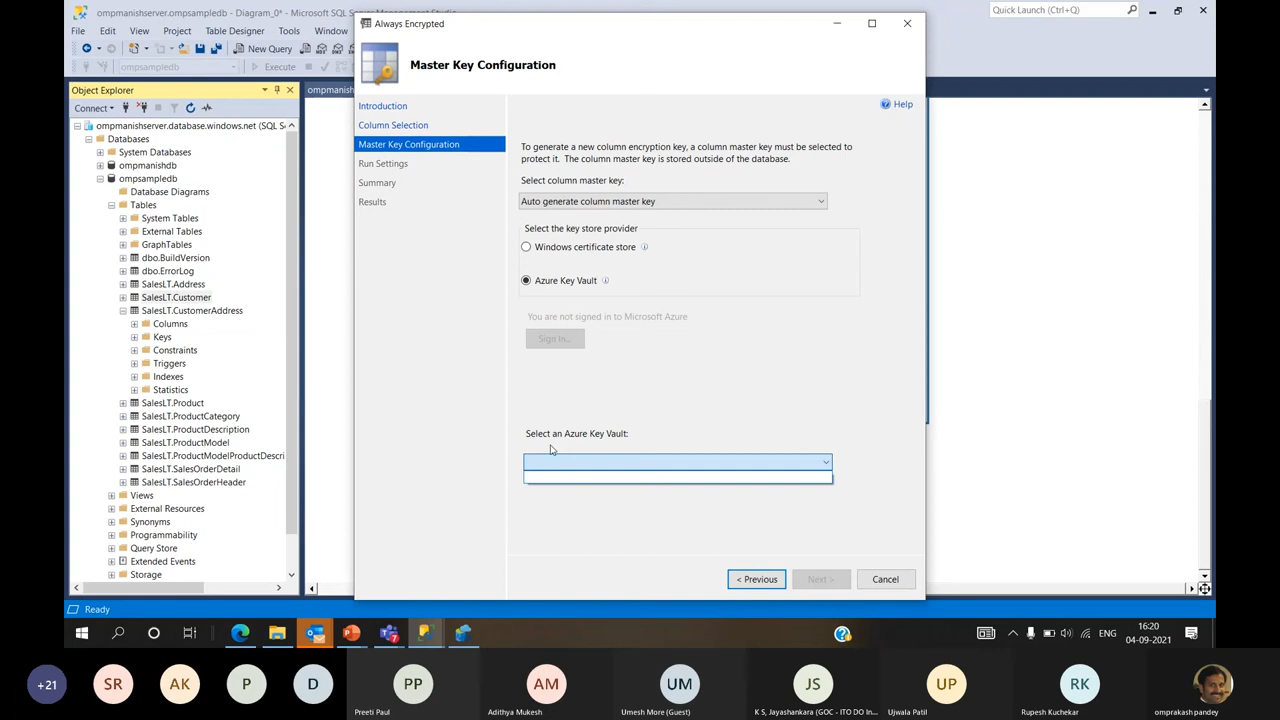 ompmanishserver.ompsampledb - Diagram_0* - Microsoft SQL Server Management Studio
Quick Launch (Ctrl+Q)
File Edit View Project Table Designer Tools Window
New Query
ompsampledb
Execute
Object Explorer
Connect
ompmanishserver.database.windows.net (SQL S
Databases
System Databases
ompmanishdb
ompsampledb
Database Diagrams
Tables
System Tables
External Tables
GraphTables
dbo.BuildVersion
dbo.ErrorLog
SalesLT.Address
SalesLT.Customer
SalesLT.CustomerAddress
Columns
Keys
Constraints
Triggers
Indexes
Statistics
SalesLT.Product
SalesLT.ProductCategory
SalesLT.ProductDescription
SalesLT.ProductModel
SalesLT.ProductModelProductDescri
SalesLT.SalesOrderDetail
SalesLT.SalesOrderHeader
Views
External Resources
Synonyms
Programmability
Query Store
Extended Events
Storage
ompmanish
Always Encrypted
Master Key Configuration
Introduction
Column Selection
Master Key Configuration
Run Settings
Summary
Results
Help
To generate a new column encryption key, a column master key must be selected to
protect it. The column master key is stored outside of the database.
Select column master key:
Auto generate column master key
Select the key store provider
Windows certificate store
Azure Key Vault
You are not signed in to Microsoft Azure
Sign In...
Select an Azure Key Vault:
< Previous
Next >
Cancel
Ready
ENG
16:20
04-09-2021
+21
SR
AK
P
D
PP
Preeti Paul
AM
Adithya Mukesh
UM
Umesh More (Guest)
JS
K S, Jayashankara (GOC - ITO DO In...
UP
Ujwala Patil
RK
Rupesh Kuchekar
omprakash pandey